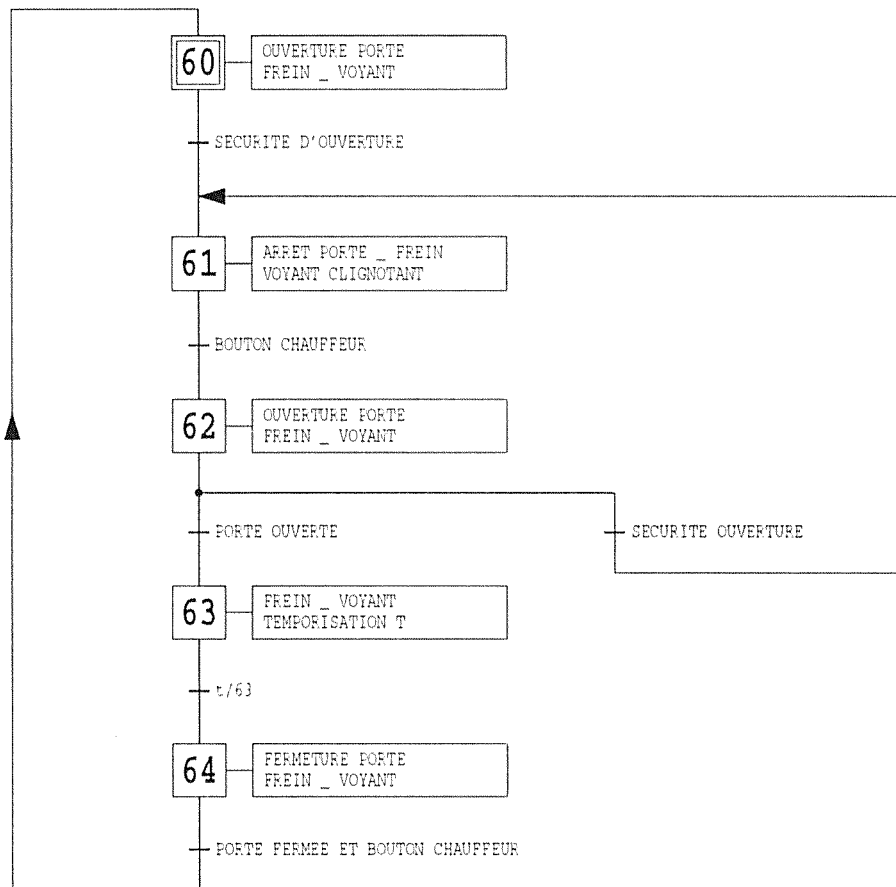 60
OUVERTURE PORTE
FREIN _ VOYANT
SECURITE D'OUVERTURE
61
ARRET PORTE _ FREIN
VOYANT CLIGNOTANT
BOUTON CHAUFFEUR
62
OUVERTURE PORTE
FREIN _ VOYANT
PORTE OUVERTE
SECURITE OUVERTURE
63
FREIN _ VOYANT
TEMPORISATION T
t/63
64
FERMETURE PORTE
FREIN _ VOYANT
PORTE FERMEE ET BOUTON CHAUFFEUR